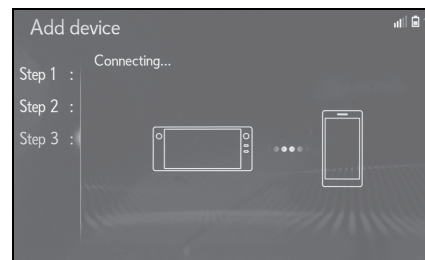 Add device
Connecting...
Step 1 :
Step 2 :
Step 3 :